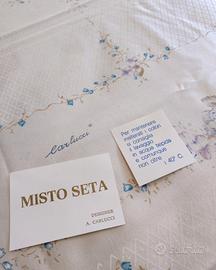 Carlucci
Per mantenere
inalterati i colori
si consiglia
il lavaggio
in acqua tiepida
e comunque
non oltre 40° C.
MISTO SETA
DESIGNER
A. CARLUCCI